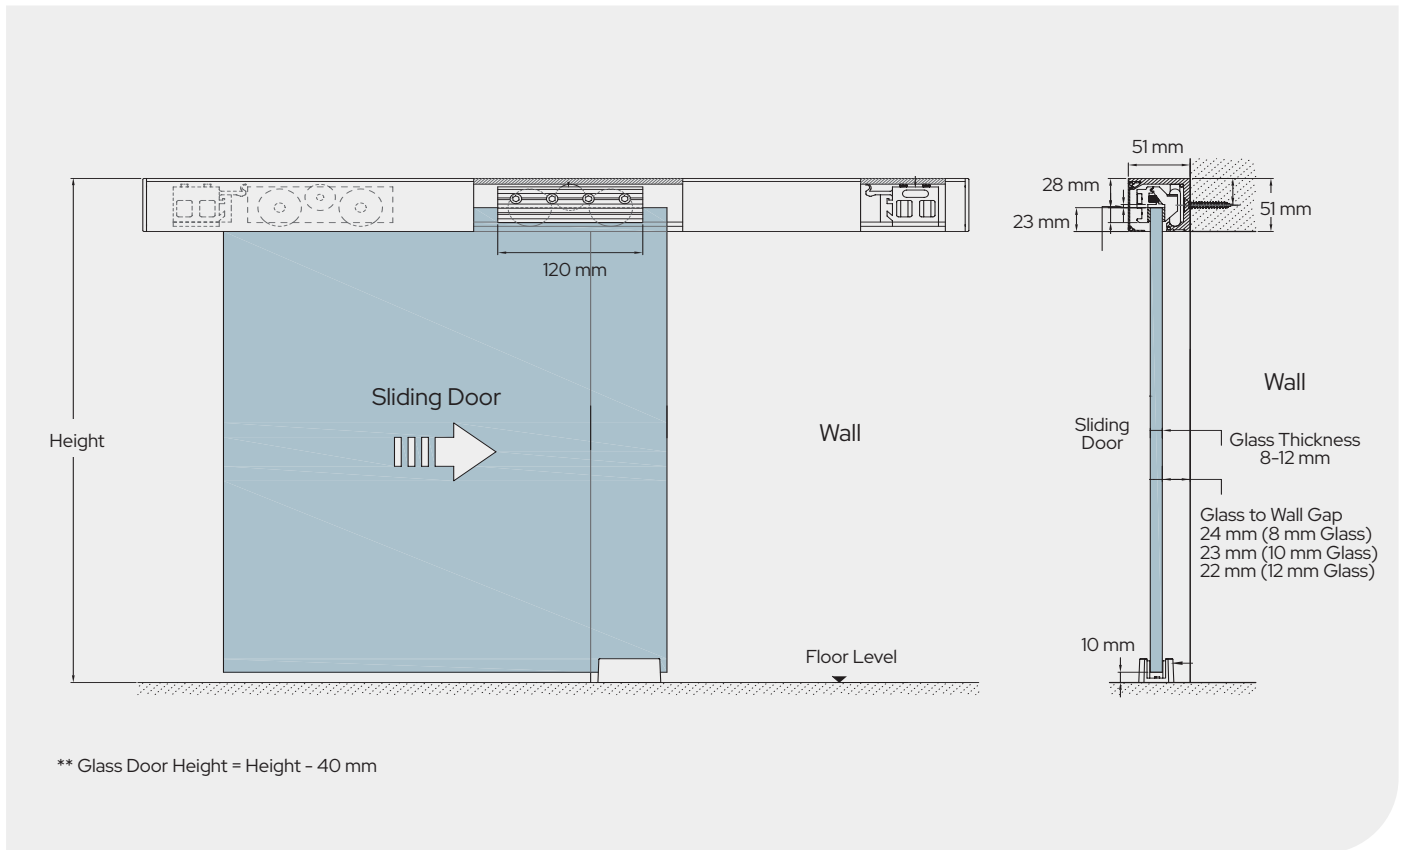 51 mm
28 mm
51 mm
23 mm
120 mm
Sliding Door
Wall
Height
Wall
Sliding
Door
Glass Thickness
8-12 mm
Glass to Wall Gap
24 mm (8 mm Glass)
23 mm (10 mm Glass)
22 mm (12 mm Glass)
10 mm
Floor Level
** Glass Door Height = Height - 40 mm